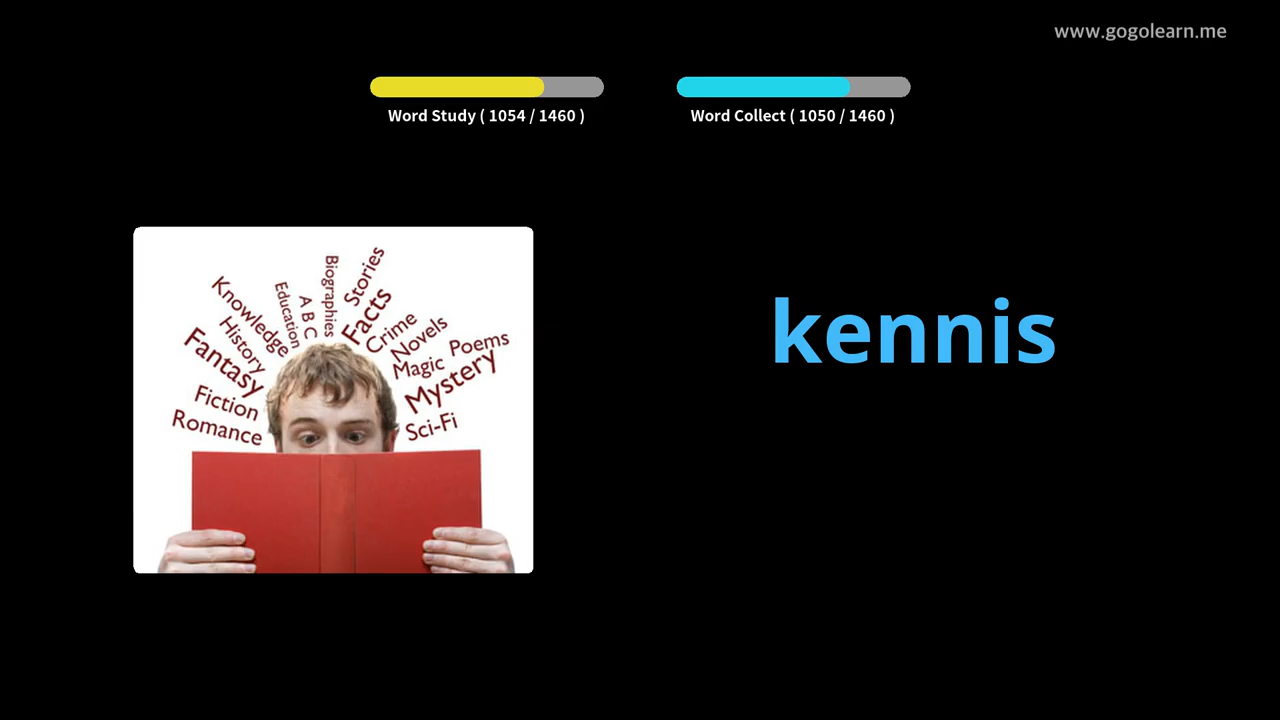 www.gogolearn.me
Word Study ( 1054 / 1460 )
Word Collect ( 1050 / 1460 )
kennis
Biographies
Stories
Education
A B C
Facts
Knowledge
Crime
History
Novels
Poems
Fantasy
Magic
Mystery
Fiction
Romance
Sci-Fi